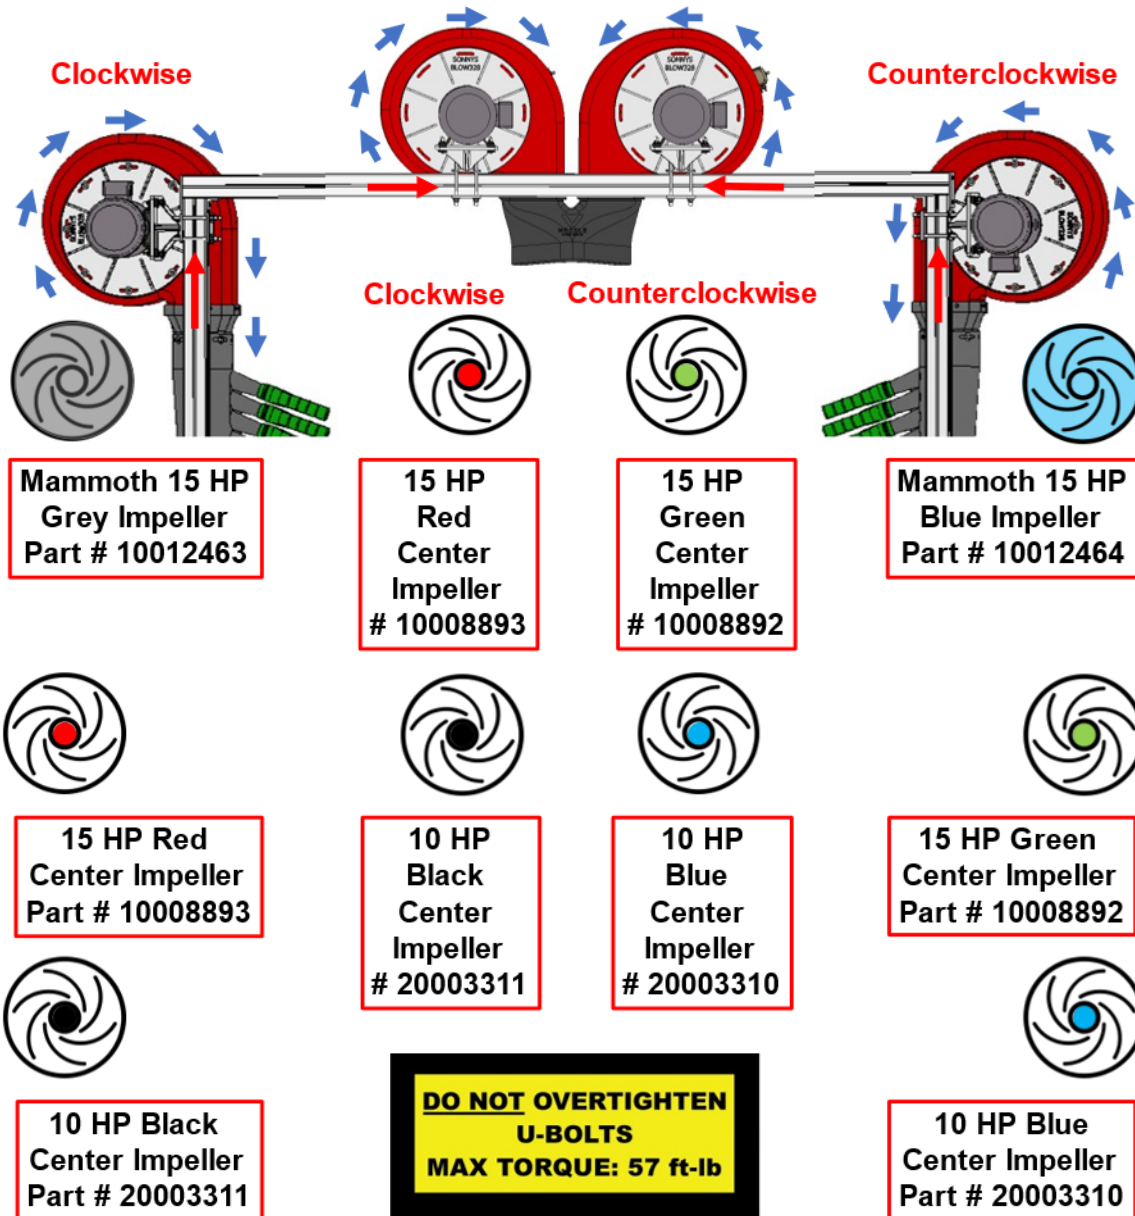 Clockwise
Counterclockwise
SONNYS
BLOW328
SONNYS
BLOW328
Clockwise
Counterclockwise
Mammoth 15 HP
Grey Impeller
Part # 10012463
15 HP
Red
Center
Impeller
# 10008893
15 HP
Green
Center
Impeller
# 10008892
Mammoth 15 HP
Blue Impeller
Part # 10012464
15 HP Red
Center Impeller
Part # 10008893
10 HP
Black
Center
Impeller
# 20003311
10 HP
Blue
Center
Impeller
# 20003310
15 HP Green
Center Impeller
Part # 10008892
10 HP Black
Center Impeller
Part # 20003311
DO NOT OVERTIGHTEN
U-BOLTS
MAX TORQUE: 57 ft-lb
10 HP Blue
Center Impeller
Part # 20003310